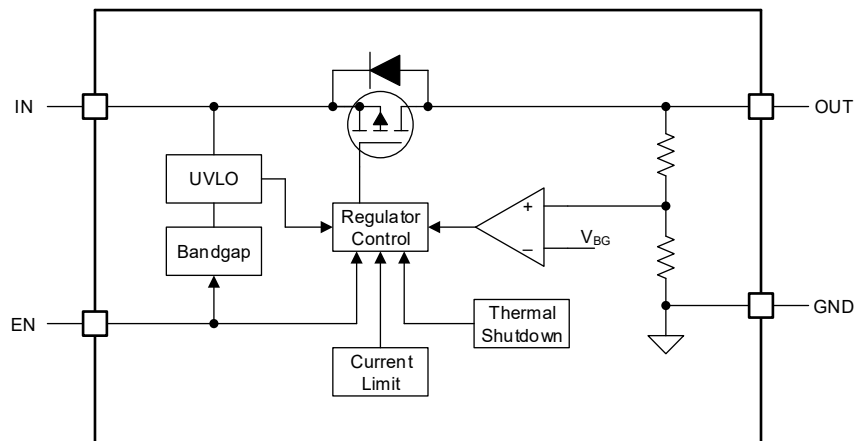 IN
OUT
UVLO
Regulator
Control
+
−
V_BG
Bandgap
EN
GND
Thermal
Shutdown
Current
Limit